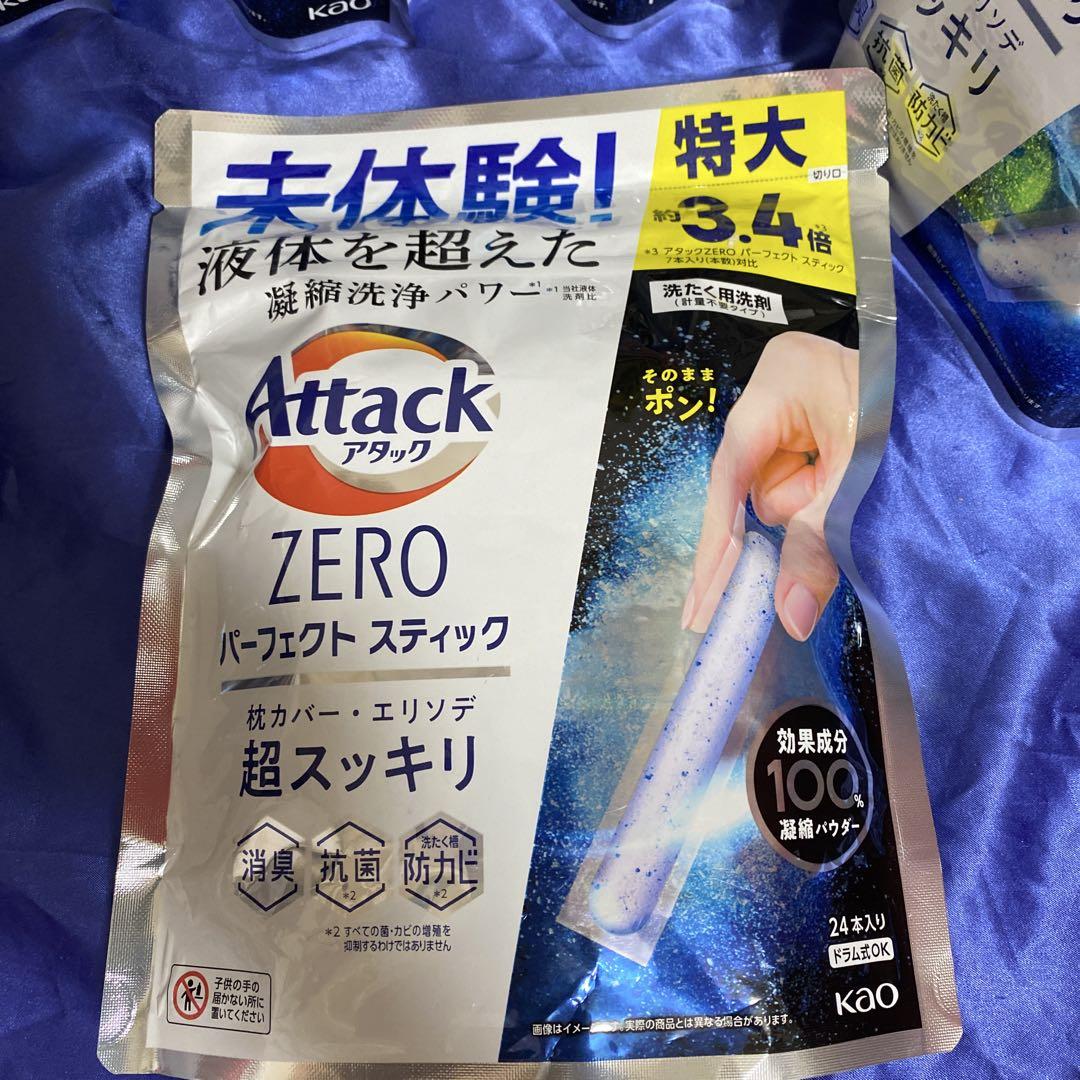 Kao
抗菌
防カビ
未体験!
液体を超えた
凝縮洗浄パワー*1
*1 当社液体
洗剤比
特大
切り口
約3.4倍*3
*3 アタックZERO パーフェクト スティック
7本入り(本数)対比
洗たく用洗剤
(計量不要タイプ)
そのまま
ポン!
Attack
アタック
ZERO
パーフェクト スティック
枕カバー・エリソデ
超スッキリ
消臭
抗菌
*2
洗たく槽
防カビ
*2
*2 すべての菌・カビの増殖を
抑制するわけではありません
効果成分
100%
凝縮パウダー
24本入り
ドラム式OK
Kao
子供の手の
届かない所に
置いてください
画像はイメージ
実際の商品とは異なる場合があります。